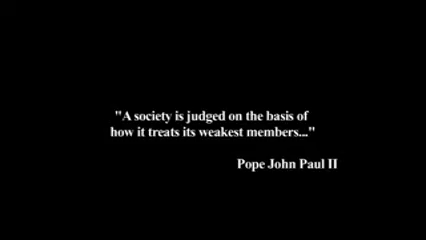 "A society is judged on the basis of
how it treats its weakest members..."
Pope John Paul II